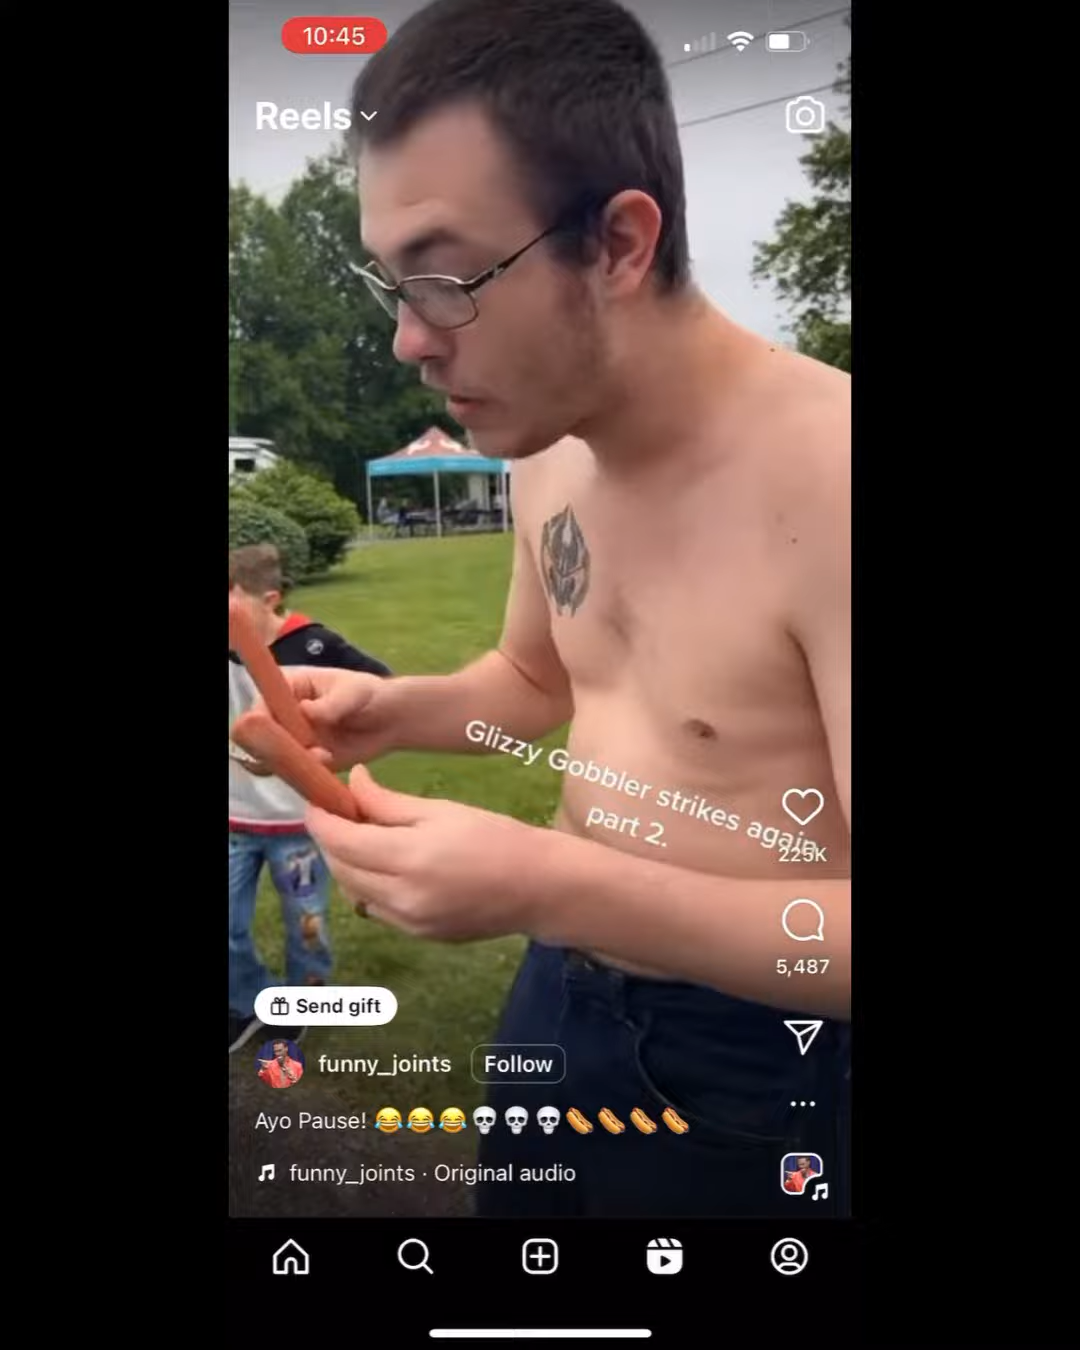 10:45
Reels
Glizzy Gobbler strikes again
part 2.
225K
5,487
Send gift
funny_joints
Follow
Ayo Pause! 😂😂😂💀💀💀🌭🌭🌭🌭
funny_joints · Original audio